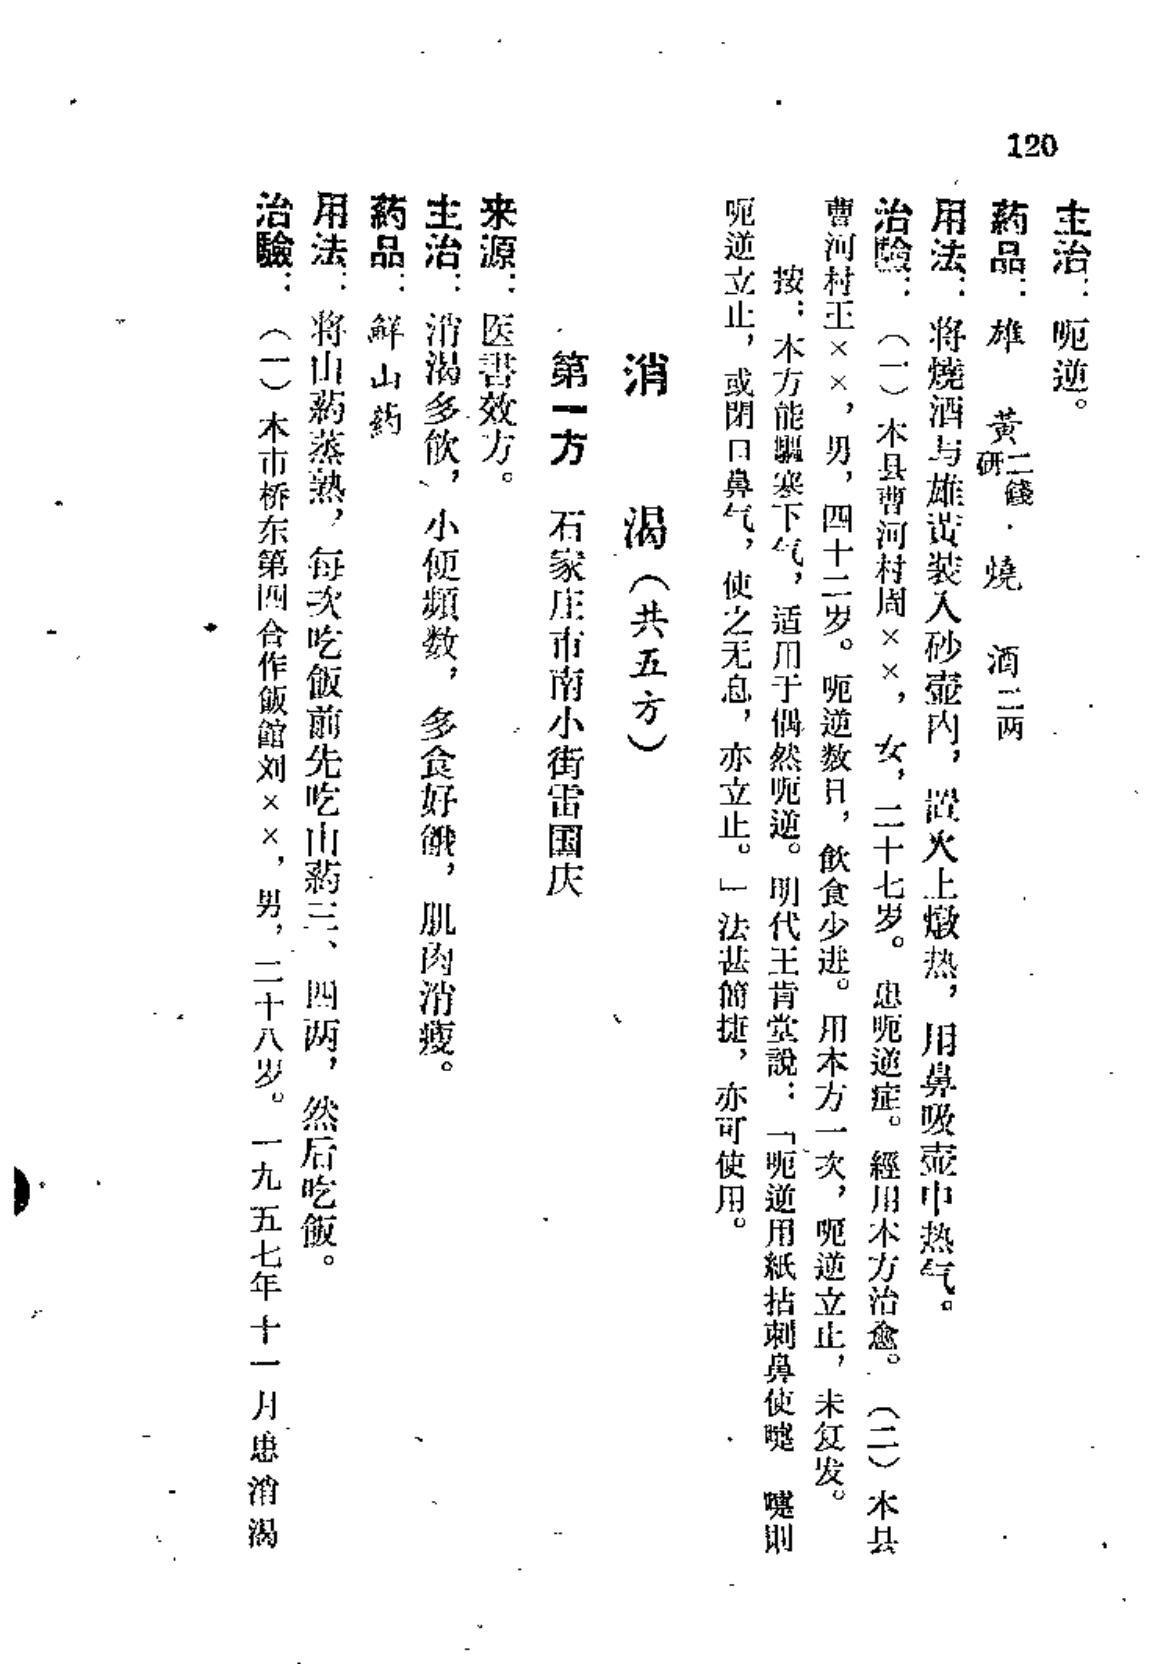 120
主治：呃逆。
药品：雄　黃二錢研．燒　酒二两
用法：将燒酒与雄黃装入砂壶内，置火上燉热，用鼻吸壶中热气。
治驗：（一）本县曹河村周××，女，二十七岁。患呃逆症。經用本方治愈。（二）本县
曹河村王××，男，四十二岁。呃逆数日，飲食少进。用本方一次，呃逆立止，未复发。
按：本方能驅寒下气，适用于偶然呃逆。明代王肯堂說：「呃逆用紙拈刺鼻使嚏　嚏則
呃逆立止，或閉口鼻气，使之无息，亦立止。」法甚簡捷，亦可使用。
消　渴（共五方）
第一方　石家庄市南小街雷国庆
来源：医書效方。
主治：消渴多飲，小便頻数，多食好餓，肌肉消瘦。
药品：鮮山药
用法：将山药蒸熟，每次吃飯前先吃山药三、四两，然后吃飯。
治驗：（一）本市桥东第四合作飯館刘××，男，二十八岁。一九五七年十一月患消渴